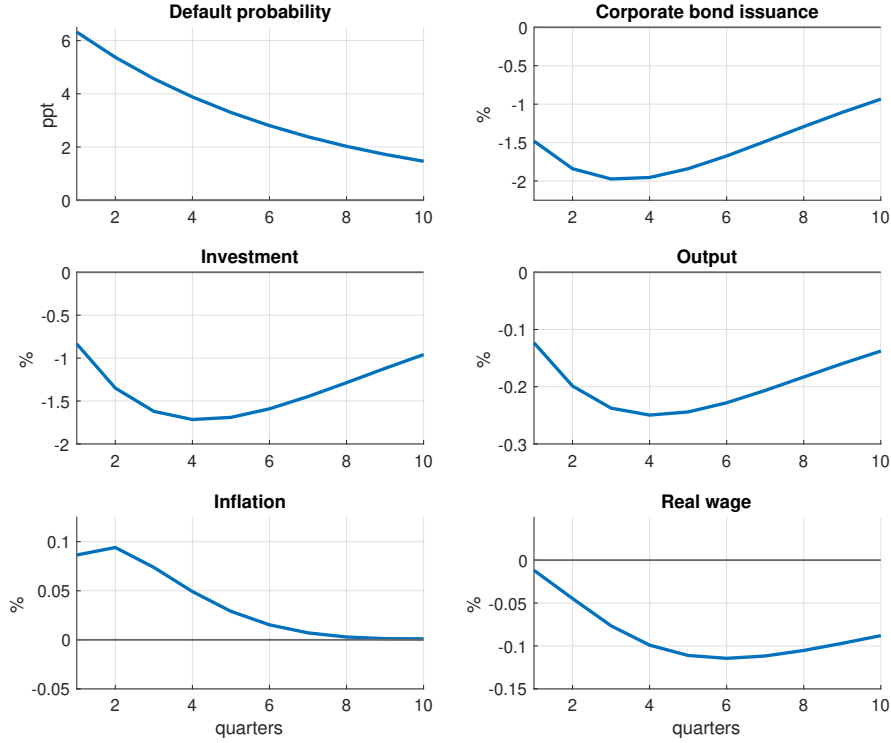 Default probability
6
4
2
0
ppt
2 4 6 8 10
Corporate bond issuance
0
-0.5
-1
-1.5
-2
%
2 4 6 8 10
Investment
0
-0.5
-1
-1.5
-2
%
2 4 6 8 10
Output
0
-0.1
-0.2
-0.3
%
2 4 6 8 10
Inflation
0.1
0.05
0
-0.05
%
2 4 6 8 10
quarters
Real wage
0
-0.05
-0.1
-0.15
%
2 4 6 8 10
quarters